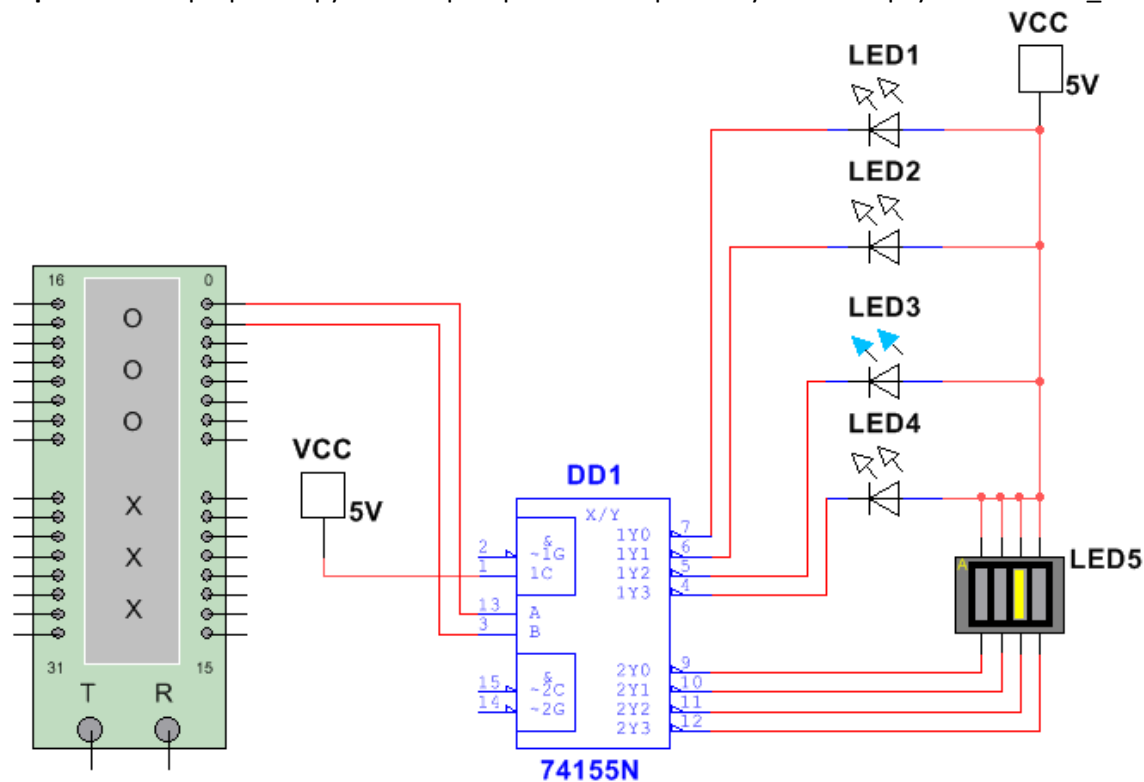 VCC
5V
LED1
LED2
LED3
LED4
LED5
16
0
O
O
O
X
X
X
31
15
T
R
VCC
5V
DD1
X/Y
2
&
~1G
1
1C
13
A
3
B
15
&
~2C
14
~2G
1Y0
7
1Y1
6
1Y2
5
1Y3
4
2Y0
9
2Y1
10
2Y2
11
2Y3
12
A
74155N